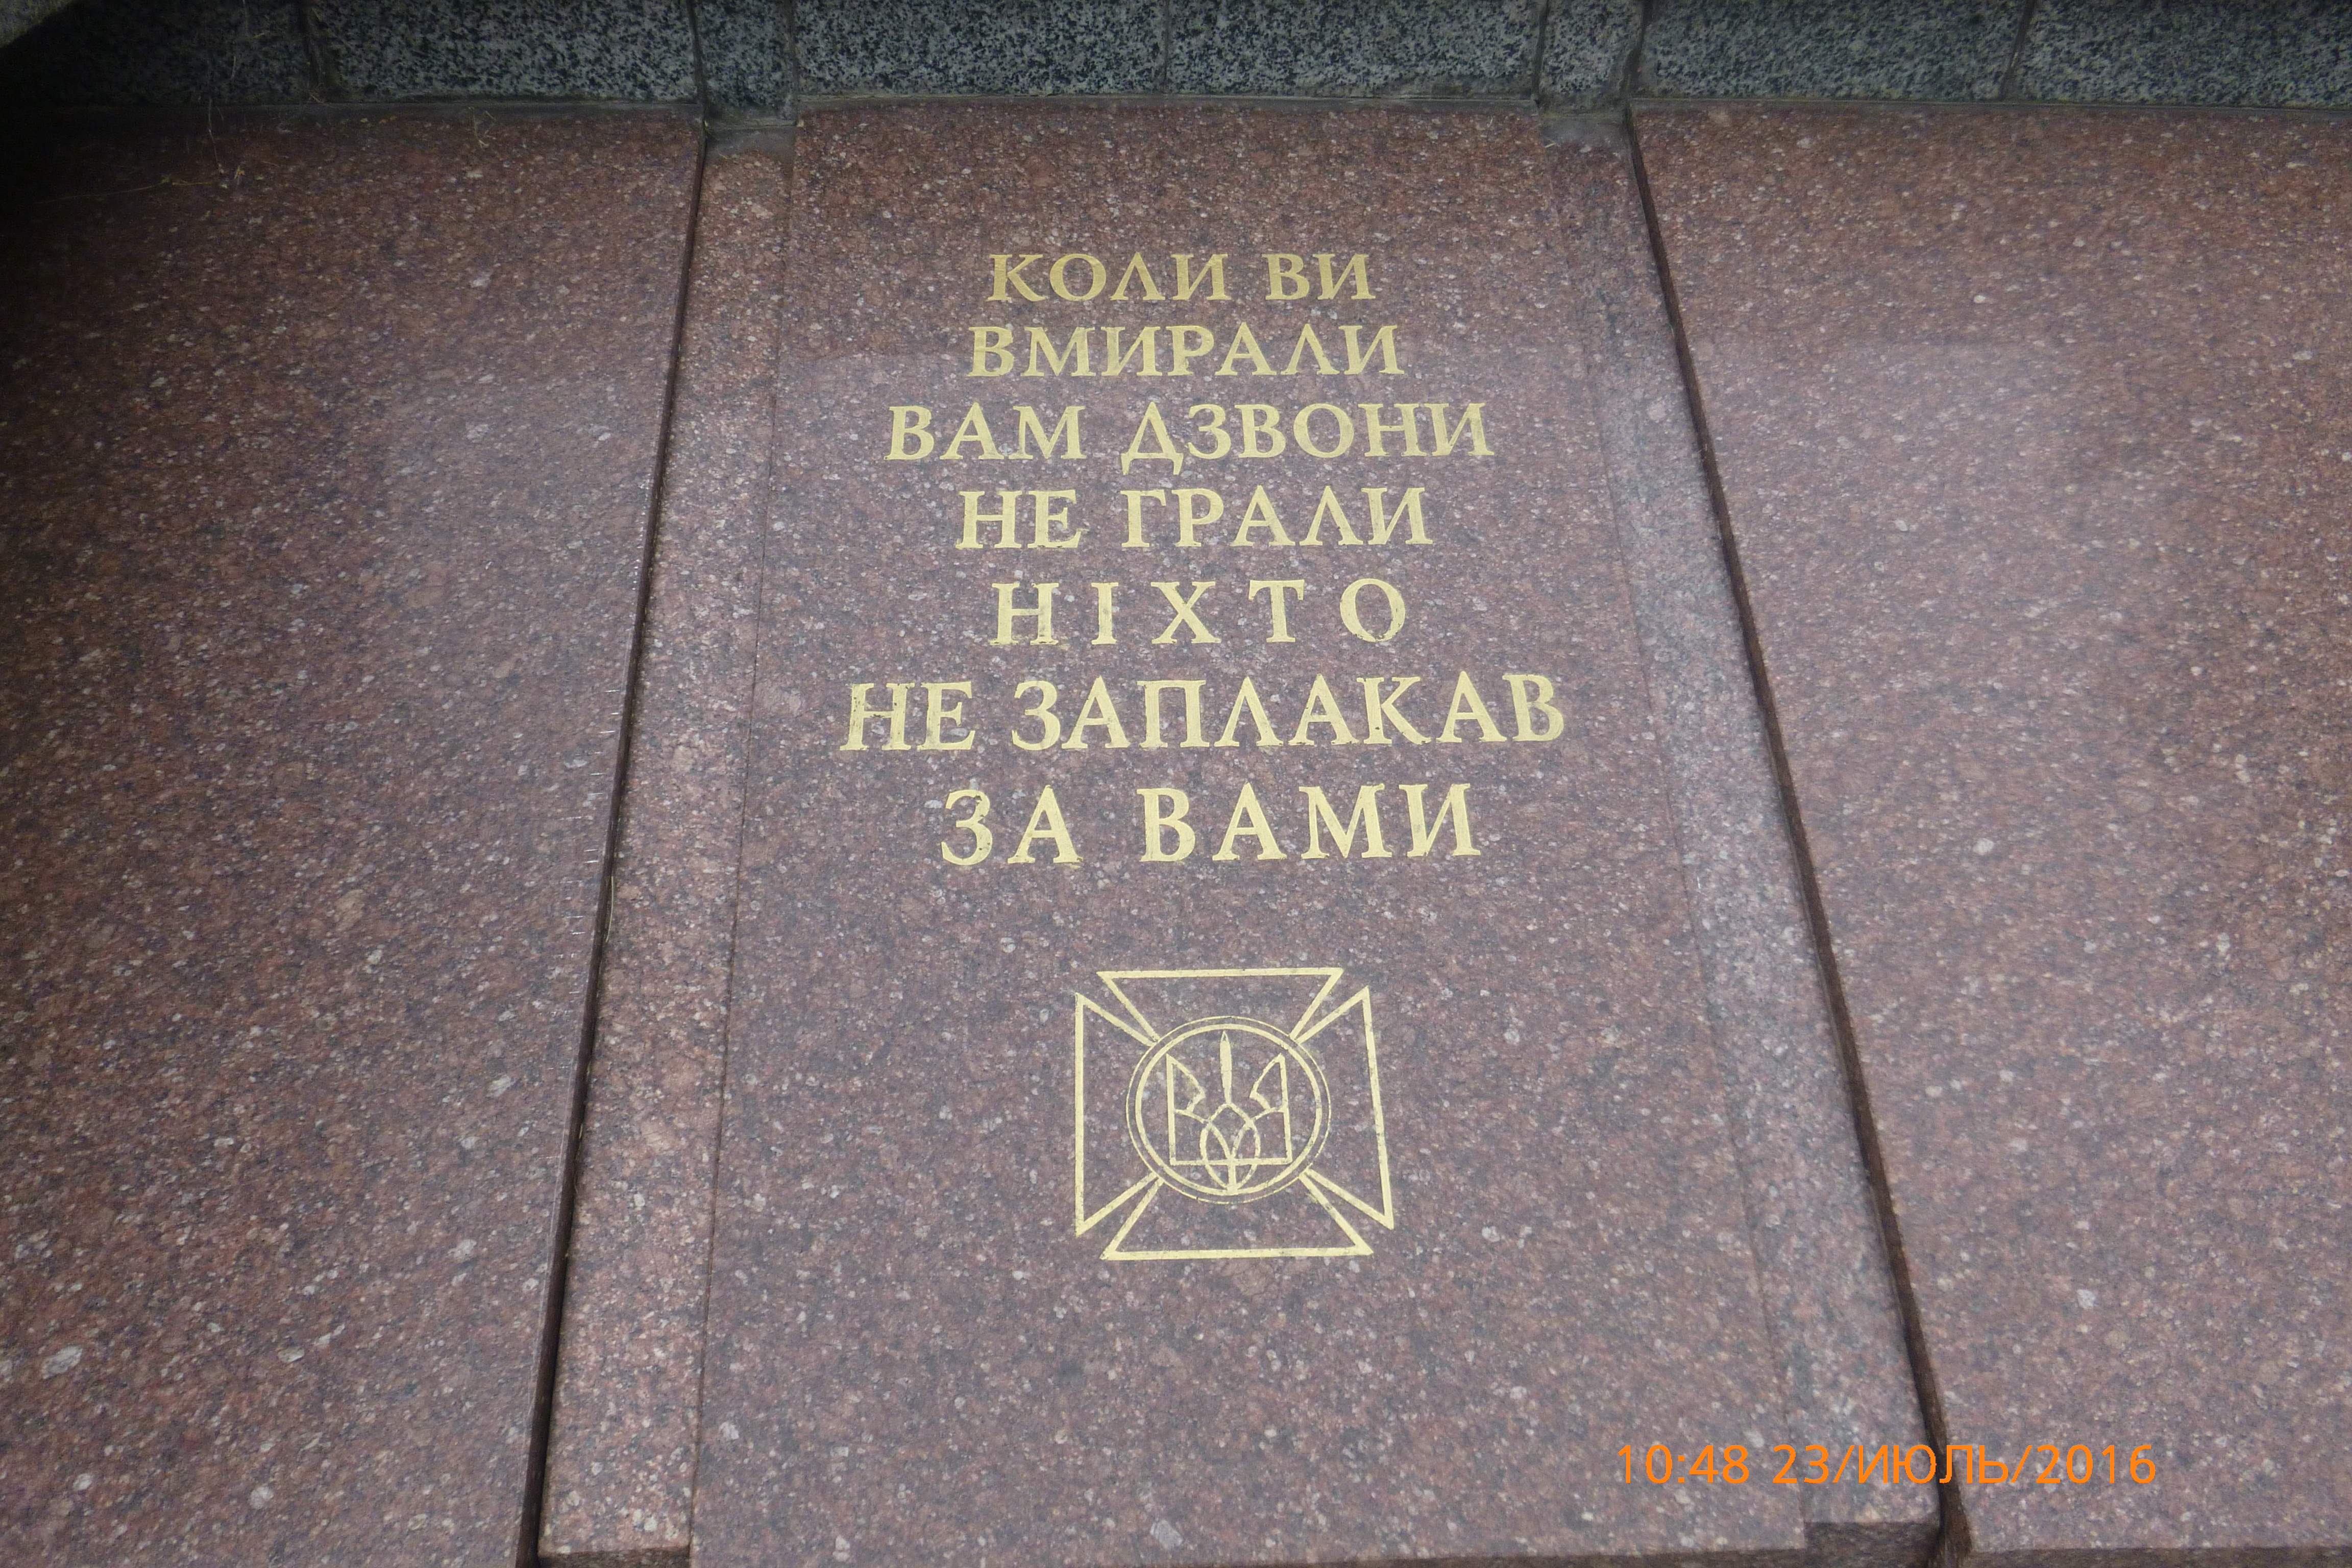 КОЛИ ВИ
ВМИРАЛИ
ВАМ ДЗВОНИ
НЕ ГРАЛИ
НІХТО
НЕ ЗАПЛАКАВ
ЗА ВАМИ
10:48 23/ИЮЛЬ/2016